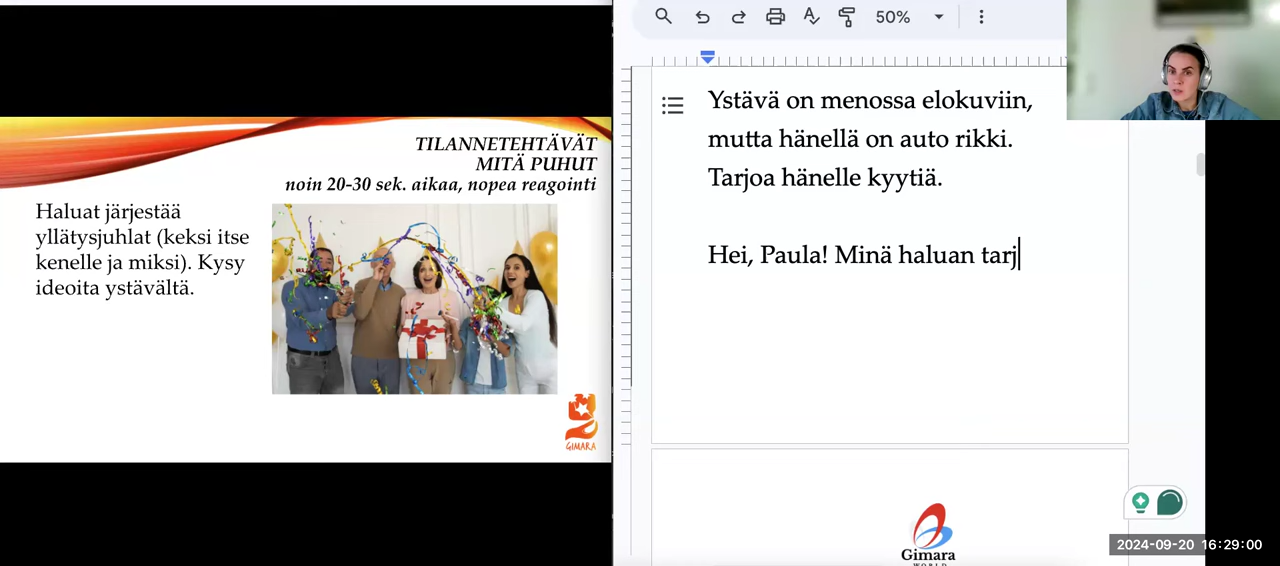 TILANNETEHTÄVÄT
MITÄ PUHUT
noin 20-30 sek. aikaa, nopea reagointi
Haluat järjestää
yllätysjuhlat (keksi itse
kenelle ja miksi). Kysy
ideoita ystävältä.
GIMARA
50%
Ystävä on menossa elokuviin,
mutta hänellä on auto rikki.
Tarjoa hänelle kyytiä.
Hei, Paula! Minä haluan tarj
Gimara
WORLD
2024-09-20 16:29:00